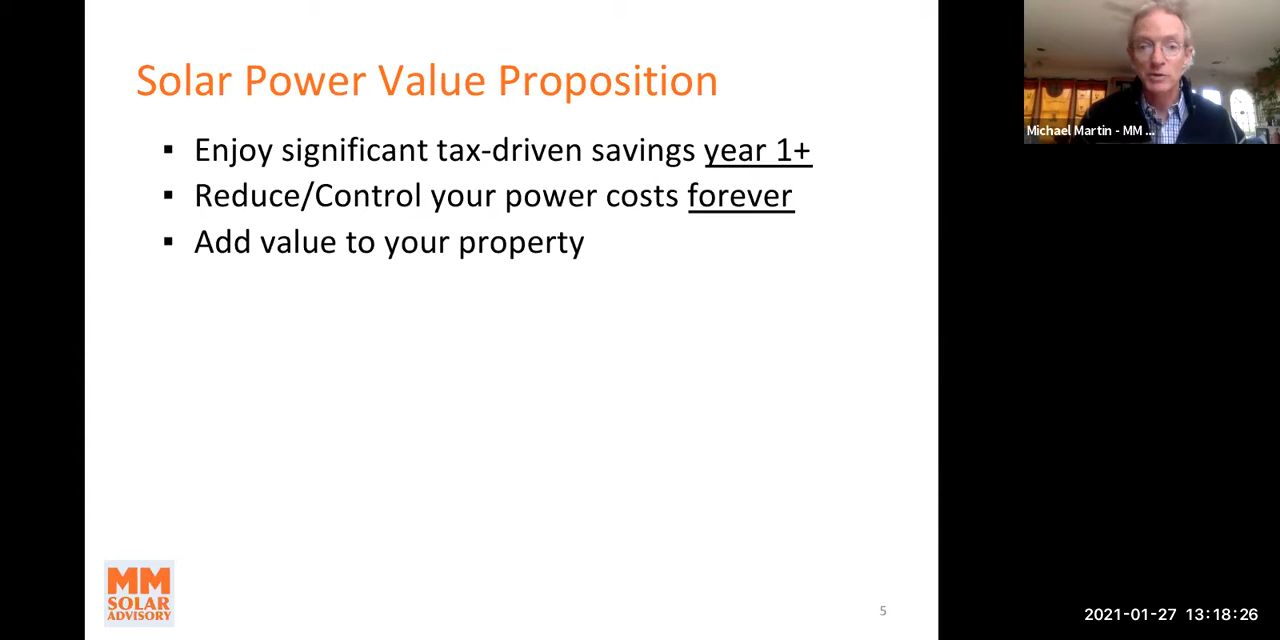 Solar Power Value Proposition
▪ Enjoy significant tax-driven savings year 1+
▪ Reduce/Control your power costs forever
▪ Add value to your property
Michael Martin - MM ...
MM
SOLAR
ADVISORY
5
2021-01-27 13:18:26